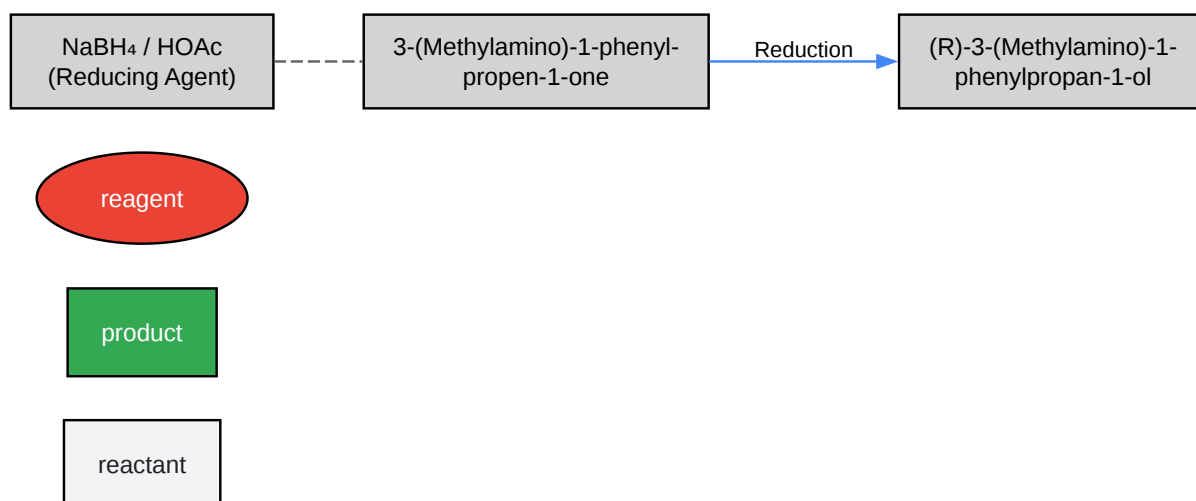 NaBH₄ / HOAc
(Reducing Agent)
3-(Methylamino)-1-phenyl-
propen-1-one
Reduction
(R)-3-(Methylamino)-1-
phenylpropan-1-ol
reagent
product
reactant